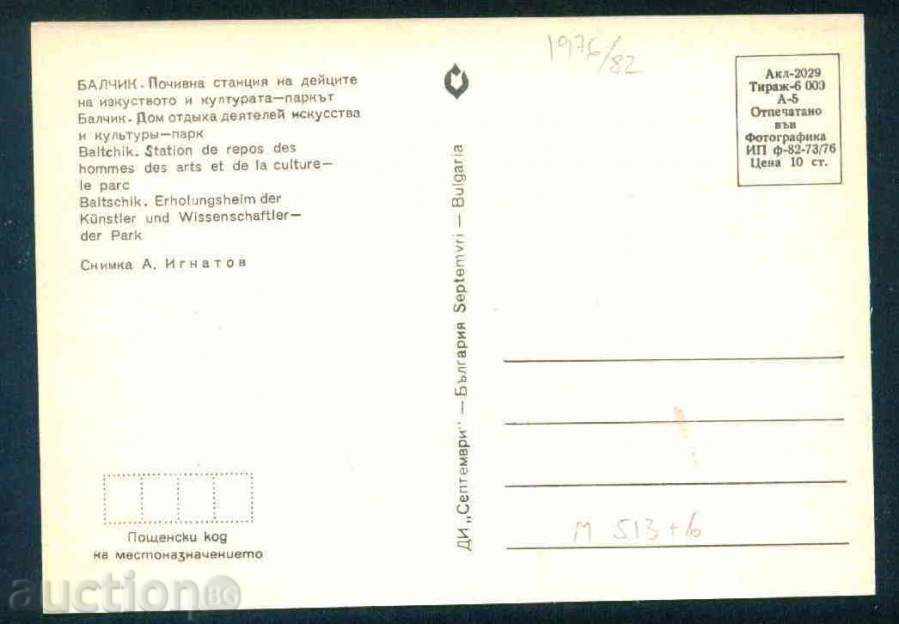 БАЛЧИК. Почивна станция на дейците
на изкуството и културата—паркът
Балчик. Дом отдыха деятелей искусства
и культуры—парк
Baltchik. Station de repos des
hommes des arts et de la culture—
le parc
Baltschik. Erholungsheim der
Künstler und Wissenschaftler—
der Park
Снимка А. Игнатов
Пощенски код
на местоназначението
ДИ „Септември" — България Septemvri — Bulgaria
1976/82
Акл-2029
Тираж-6 000
А-5
Отпечатано
във
Фотографика
ИП ф-82-73/76
Цена 10 ст.
М 513+б
auction BG